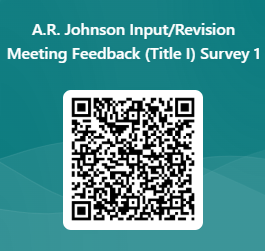 A.R. Johnson Input/Revision
Meeting Feedback (Title I) Survey 1